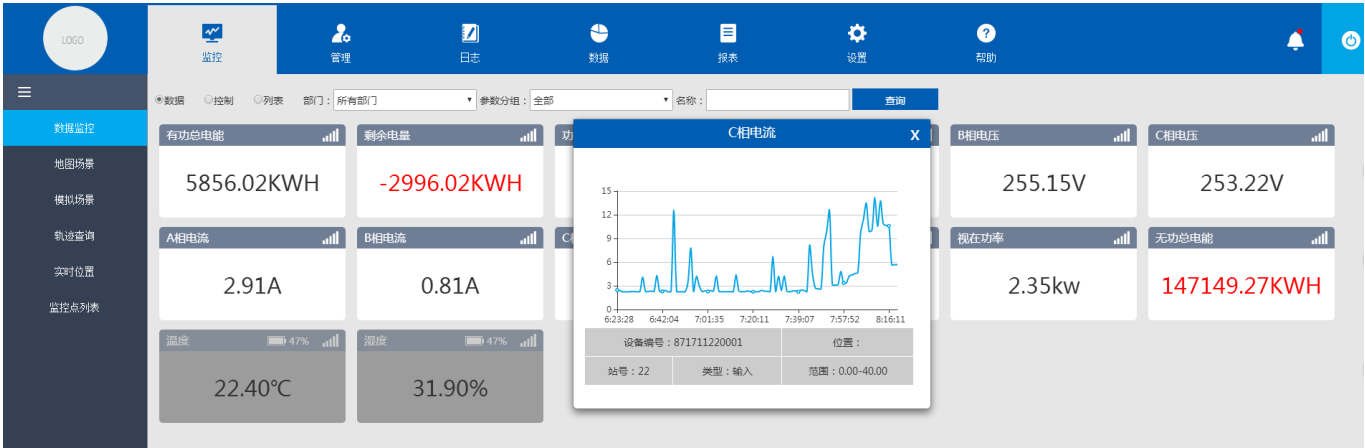 LOGO
监控
管理
日志
数据
报表
设置
帮助
数据 控制 列表 部门：所有部门 参数分组：全部 名称： 查询
数据监控
地图场景
模拟场景
轨迹查询
实时位置
监控点列表
有功总电能
5856.02KWH
剩余电量
-2996.02KWH
功
B相电压
255.15V
C相电压
253.22V
A相电流
2.91A
B相电流
0.81A
视在功率
2.35kw
无功总电能
147149.27KWH
温度 47%
22.40℃
湿度 47%
31.90%
C相电流 X
15
12
9
6
3
0
6:23:28 6:42:04 7:01:35 7:20:11 7:39:07 7:57:52 8:16:11
设备编号：871711220001 位置：
站号：22 类型：输入 范围：0.00-40.00